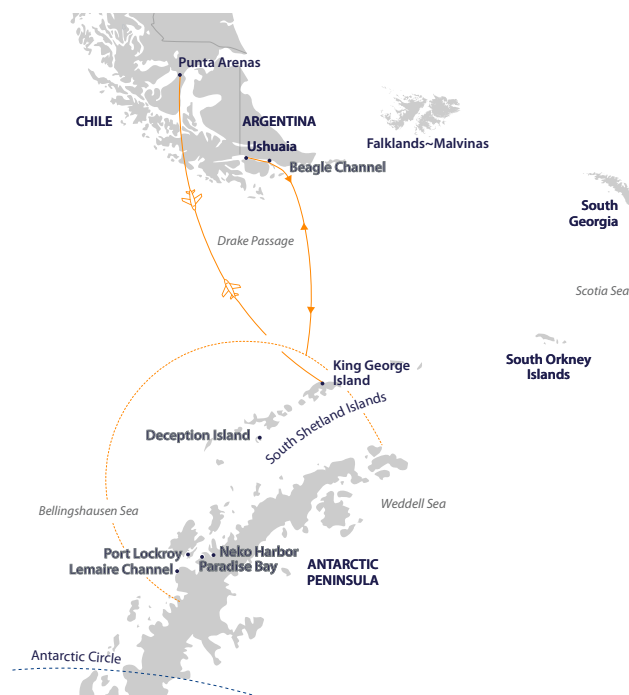 Punta Arenas
CHILE
ARGENTINA
Ushuaia
Beagle Channel
Falklands~Malvinas
South
Georgia
Drake Passage
Scotia Sea
King George
Island
South Orkney
Islands
South Shetland Islands
Deception Island
Weddell Sea
Bellingshausen Sea
Port Lockroy
Neko Harbor
Paradise Bay
Lemaire Channel
ANTARCTIC
PENINSULA
Antarctic Circle